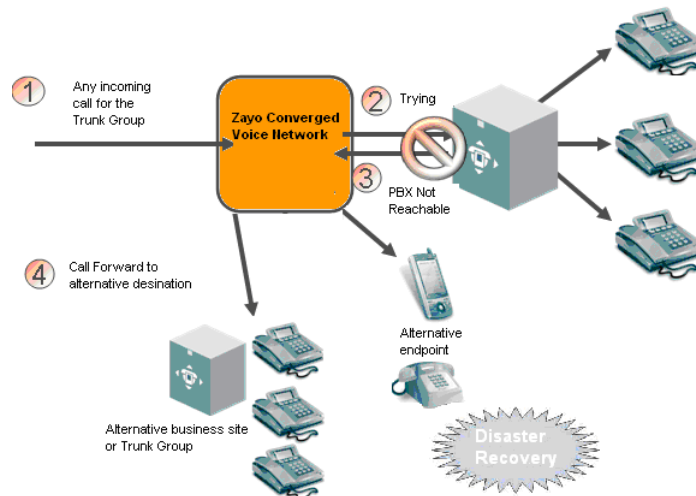 1
Any incoming
call for the
Trunk Group
Zayo Converged
Voice Network
2
Trying
3
PBX Not
Reachable
4
Call Forward to
alternative desination
Alternative
endpoint
Alternative business site
or Trunk Group
Disaster
Recovery